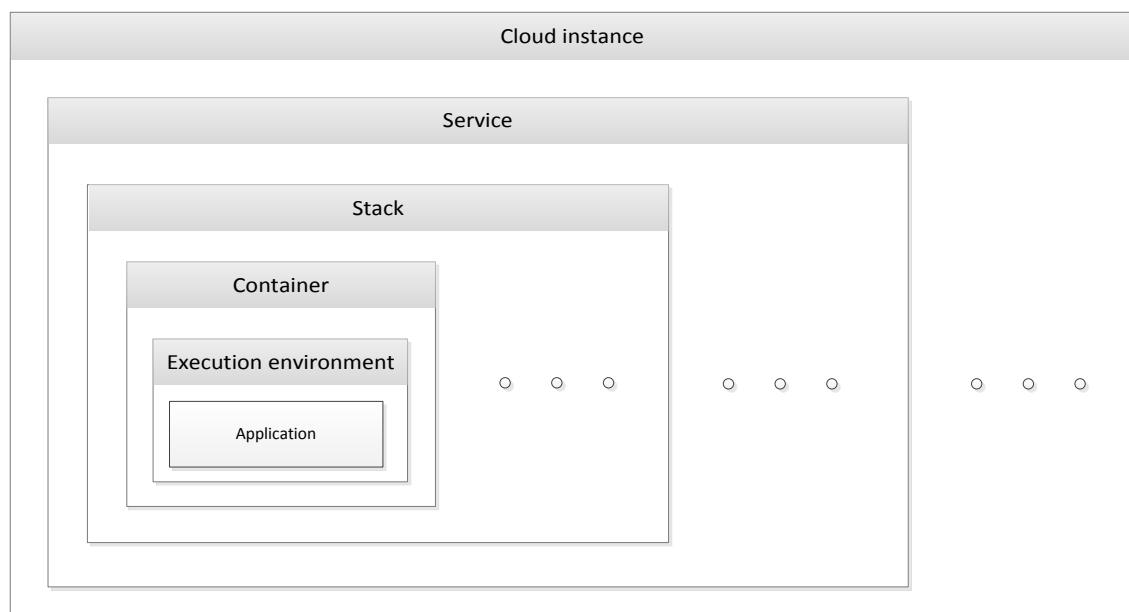 Cloud instance
Service
Stack
Container
Execution environment
Application